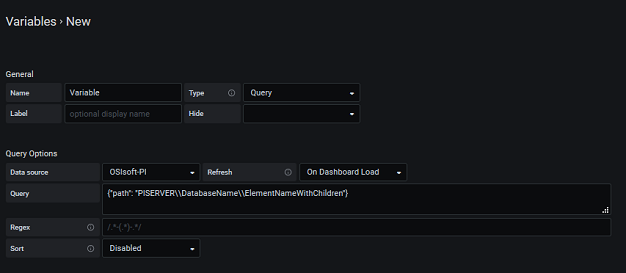 Variables › New
General
Name Variable Type Query
Label optional display name Hide
Query Options
Data source OSIsoft-PI Refresh On Dashboard Load
Query {"path": "PISERVER\\DatabaseName\\ElementNameWithChildren"}
Regex /.*-(.*)-.*/
Sort Disabled